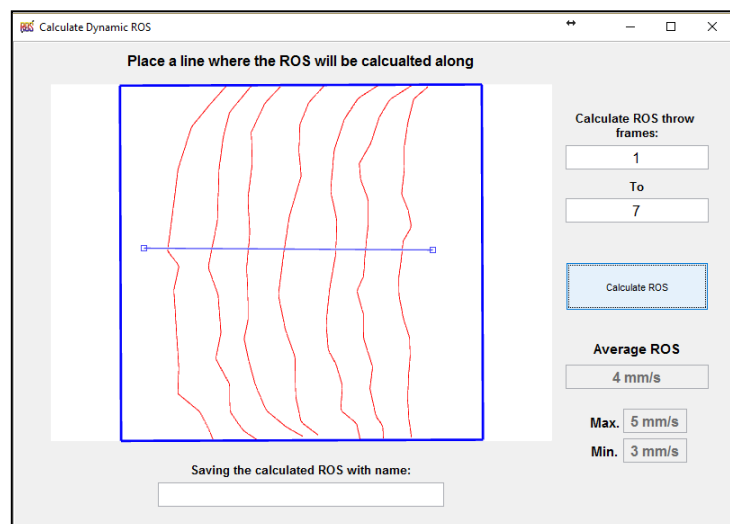 Calculate Dynamic ROS
Place a line where the ROS will be calcualted along
Calculate ROS throw
frames:
1
To
7
Calculate ROS
Average ROS
4 mm/s
Max. 5 mm/s
Min. 3 mm/s
Saving the calculated ROS with name: